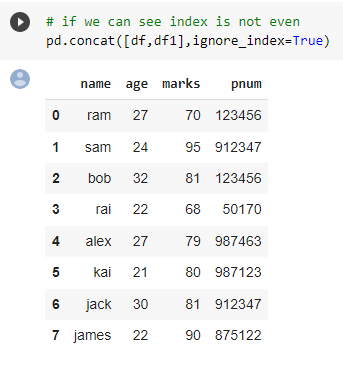 # if we can see index is not even
pd.concat([df,df1],ignore_index=True)
name age marks pnum
0 ram 27 70 123456
1 sam 24 95 912347
2 bob 32 81 123456
3 rai 22 68 50170
4 alex 27 79 987463
5 kai 21 80 987123
6 jack 30 81 912347
7 james 22 90 875122